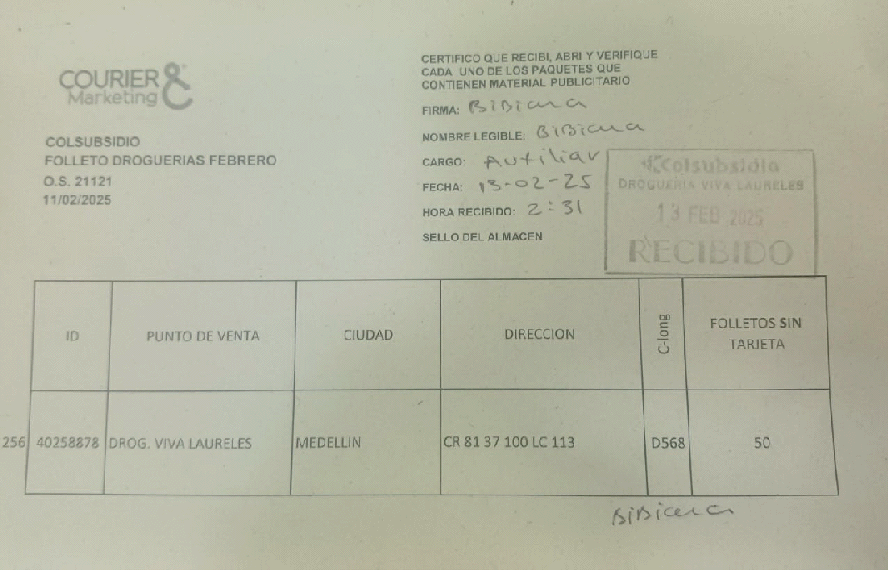 COURIER &
Marketing
COLSUBSIDIO
FOLLETO DROGUERIAS FEBRERO
O.S. 21121
11/02/2025
CERTIFICO QUE RECIBI, ABRI Y VERIFIQUE
CADA UNO DE LOS PAQUETES QUE
CONTIENEN MATERIAL PUBLICITARIO
FIRMA: BiBiana
NOMBRE LEGIBLE: BiBiana
CARGO: Auxiliar
FECHA: 13-02-25
HORA RECIBIDO: 2:31
SELLO DEL ALMACEN
Colsubsidio
DROGUERIA VIVA LAURELES
13 FEB 2025
RECIBIDO
ID PUNTO DE VENTA CIUDAD DIRECCION C-long FOLLETOS SIN
TARJETA
256 40258878 DROG. VIVA LAURELES MEDELLIN CR 81 37 100 LC 113 D568 50
BiBiana